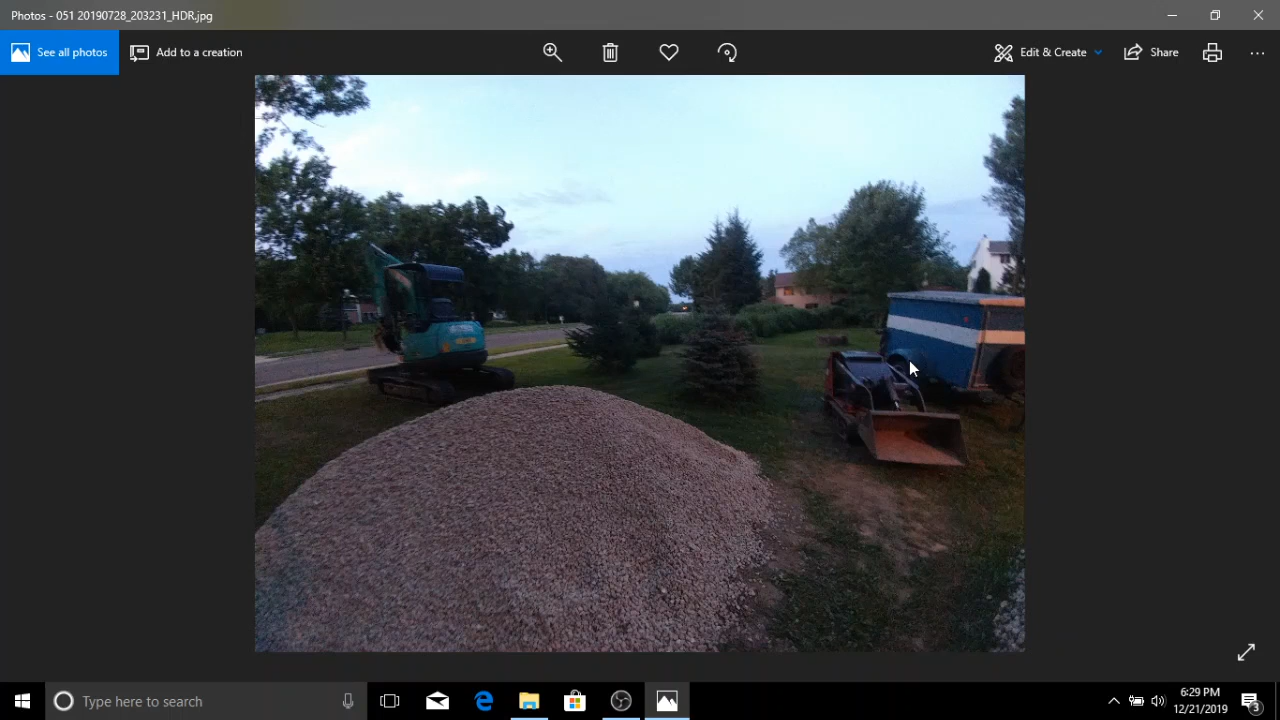 Photos - 051 20190728_203231_HDR.jpg
See all photos
Add to a creation
Edit & Create
Share
Type here to search
6:29 PM
12/21/2019
3